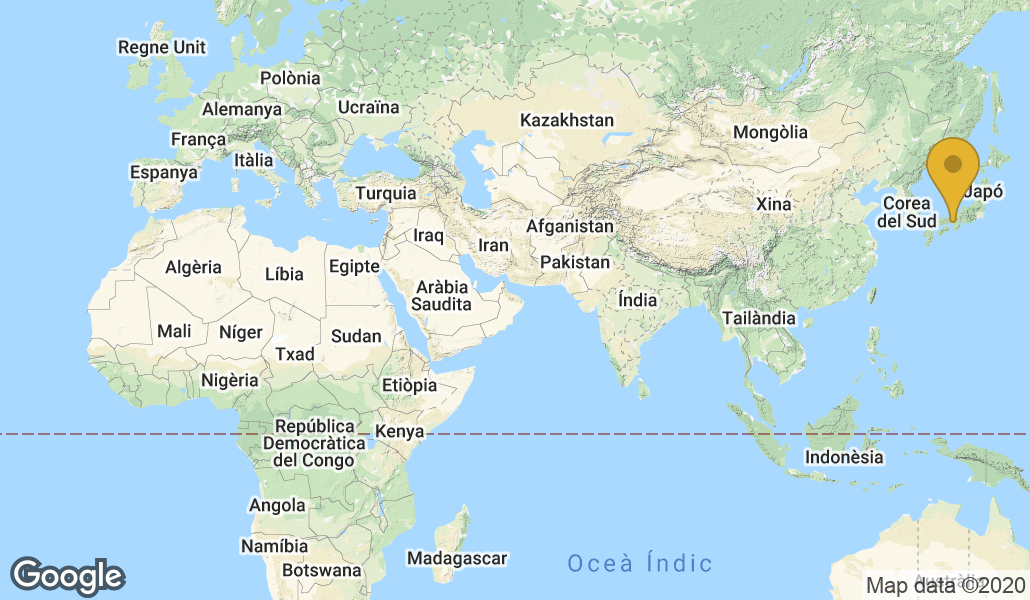 Regne Unit
Polònia
Alemanya
Ucraïna
França
Kazakhstan
Mongòlia
Itàlia
Espanya
Turquia
Japó
Xina
Corea
del Sud
Afganistan
Iraq
Iran
Pakistan
Algèria
Líbia
Egipte
Aràbia
Saudita
Índia
Tailàndia
Mali
Níger
Sudan
Txad
Nigèria
Etiòpia
República
Democràtica
del Congo
Kenya
Indonèsia
Angola
Namíbia
Madagascar
Oceà Índic
Botswana
Austràlia
Google
Map data ©2020